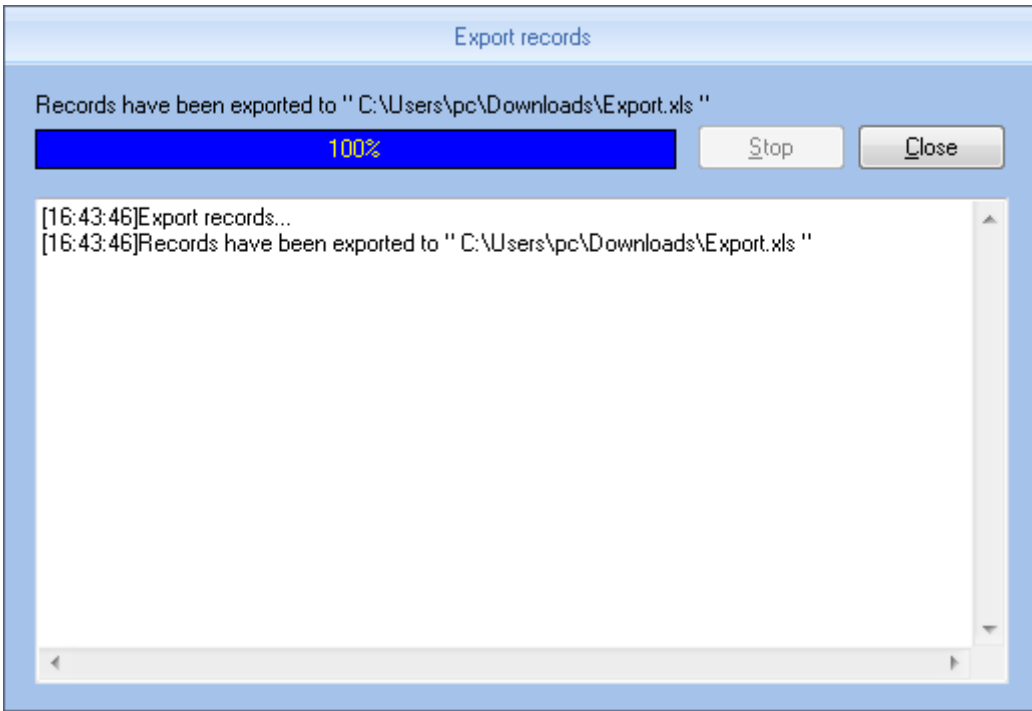 Export records
Records have been exported to " C:\Users\pc\Downloads\Export.xls "
100%
Stop
Close
[16:43:46]Export records...
[16:43:46]Records have been exported to " C:\Users\pc\Downloads\Export.xls "